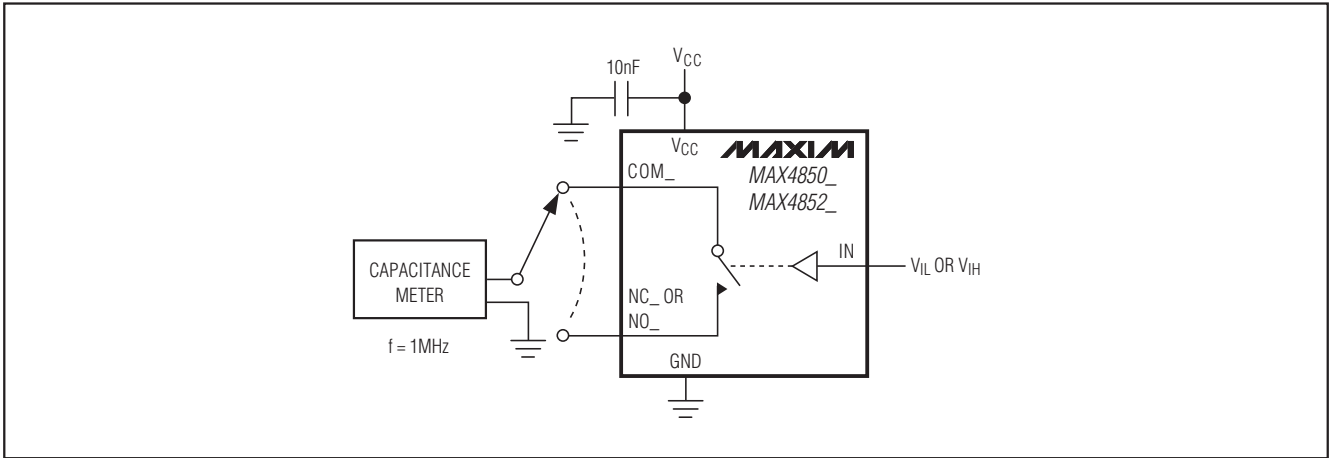 10nF
VCC
VCC
MAXIM
COM_
MAX4850_
MAX4852_
IN
VIL OR VIH
CAPACITANCE
METER
NC_ OR
NO_
f = 1MHz
GND